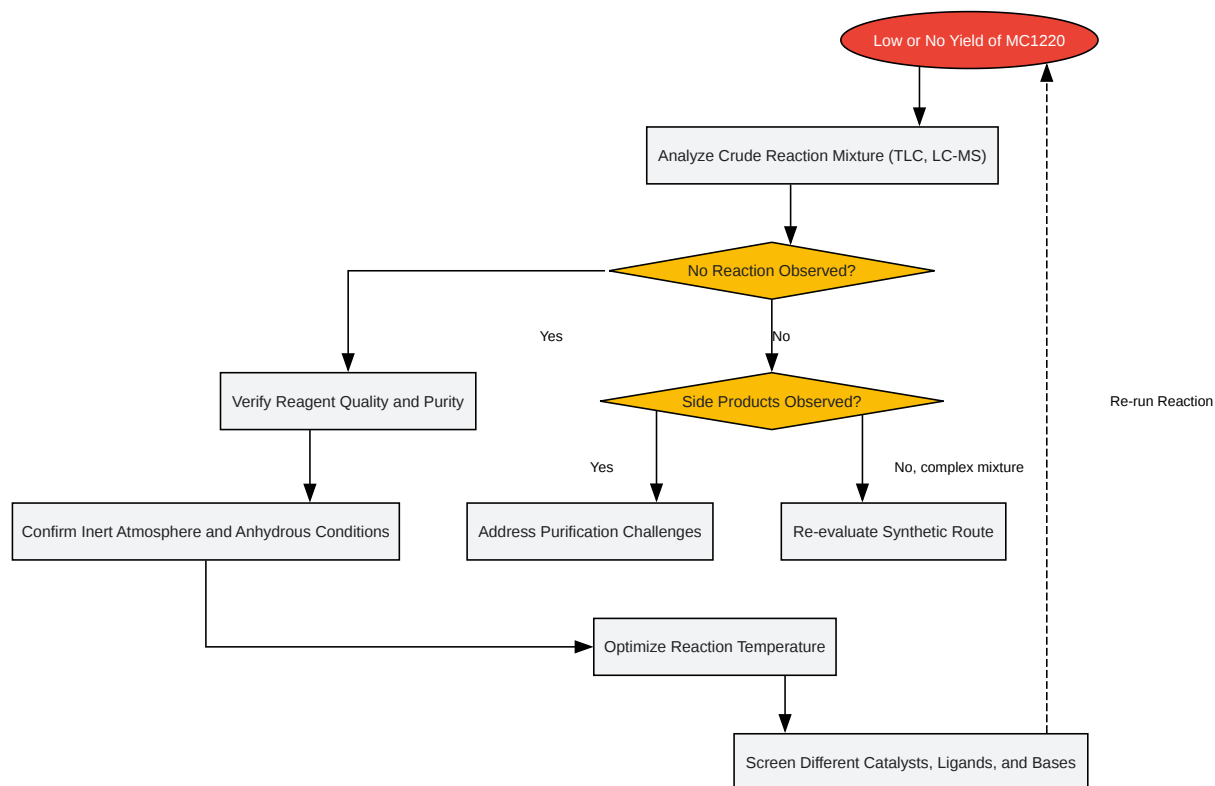 Low or No Yield of MC1220
Analyze Crude Reaction Mixture (TLC, LC-MS)
No Reaction Observed?
Yes
No
Verify Reagent Quality and Purity
Side Products Observed?
Re-run Reaction
Yes
No, complex mixture
Confirm Inert Atmosphere and Anhydrous Conditions
Address Purification Challenges
Re-evaluate Synthetic Route
Optimize Reaction Temperature
Screen Different Catalysts, Ligands, and Bases